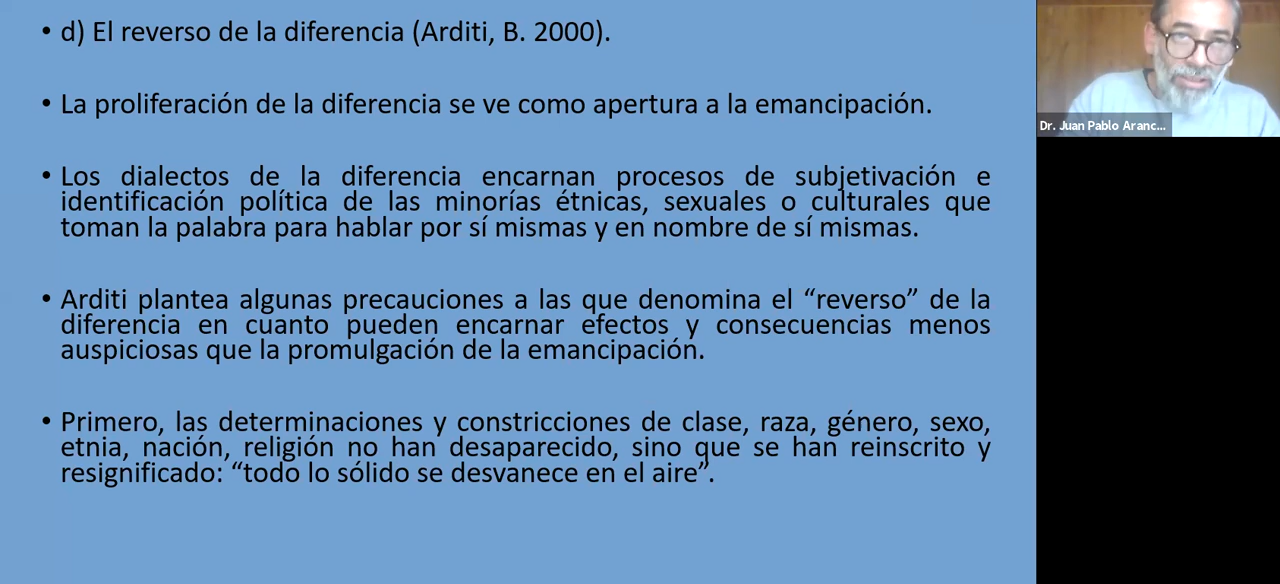 • d) El reverso de la diferencia (Arditi, B. 2000).
• La proliferación de la diferencia se ve como apertura a la emancipación.
• Los dialectos de la diferencia encarnan procesos de subjetivación e
identificación política de las minorías étnicas, sexuales o culturales que
toman la palabra para hablar por sí mismas y en nombre de sí mismas.
• Arditi plantea algunas precauciones a las que denomina el “reverso” de la
diferencia en cuanto pueden encarnar efectos y consecuencias menos
auspiciosas que la promulgación de la emancipación.
• Primero, las determinaciones y constricciones de clase, raza, género, sexo,
etnia, nación, religión no han desaparecido, sino que se han reinscrito y
resignificado: “todo lo sólido se desvanece en el aire”.
Dr. Juan Pablo Aranc...